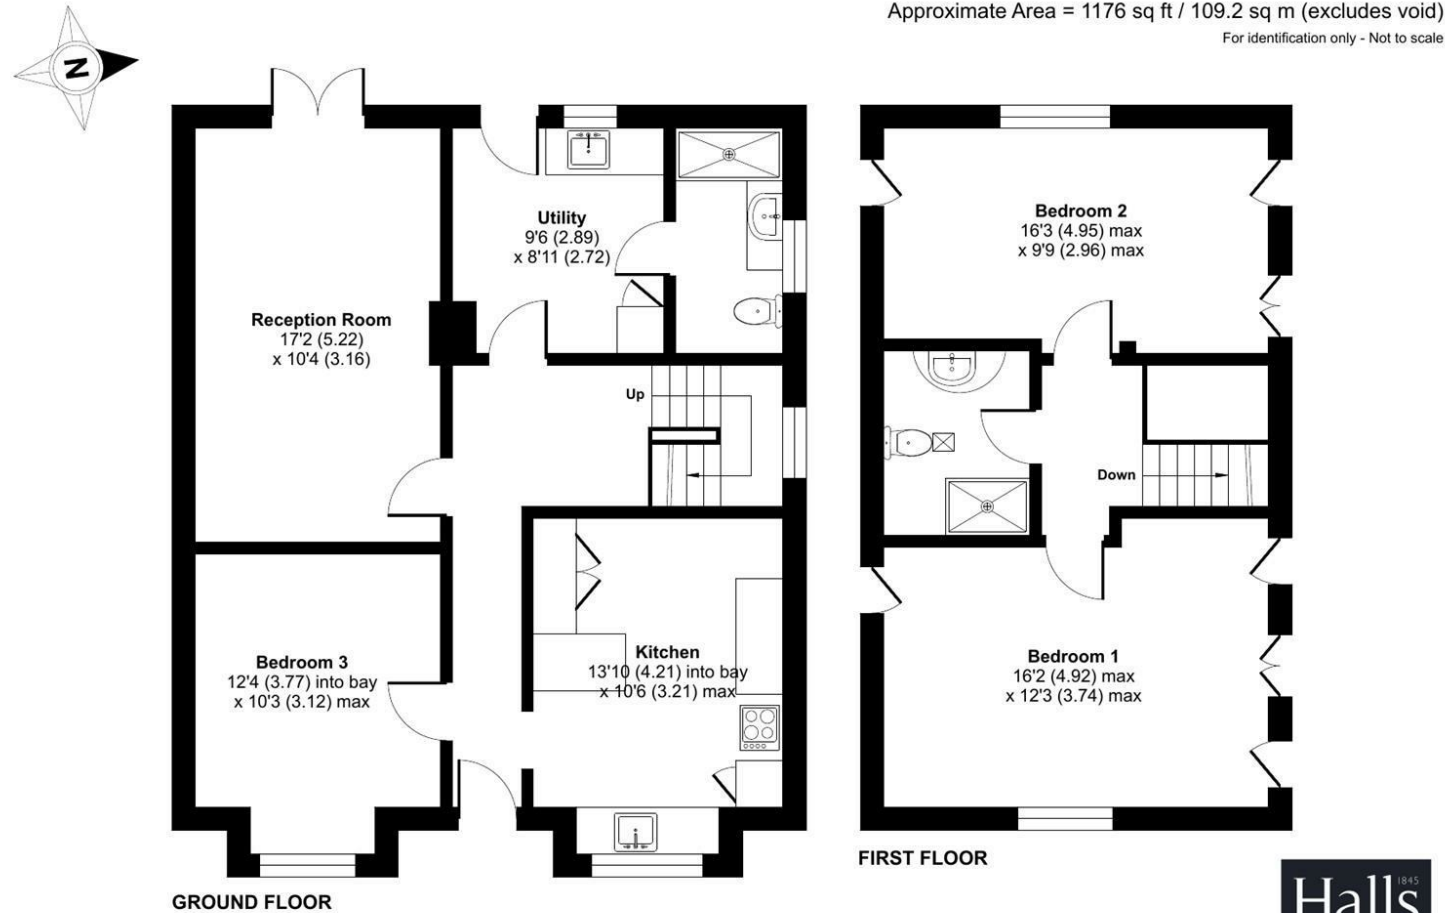 Approximate Area = 1176 sq ft / 109.2 sq m (excludes void)
For identification only - Not to scale
N
Utility
9'6 (2.89)
x 8'11 (2.72)
Reception Room
17'2 (5.22)
x 10'4 (3.16)
Up
Bedroom 3
12'4 (3.77) into bay
x 10'3 (3.12) max
Kitchen
13'10 (4.21) into bay
x 10'6 (3.21) max
GROUND FLOOR
Bedroom 2
16'3 (4.95) max
x 9'9 (2.96) max
Down
Bedroom 1
16'2 (4.92) max
x 12'3 (3.74) max
FIRST FLOOR
1845
Halls